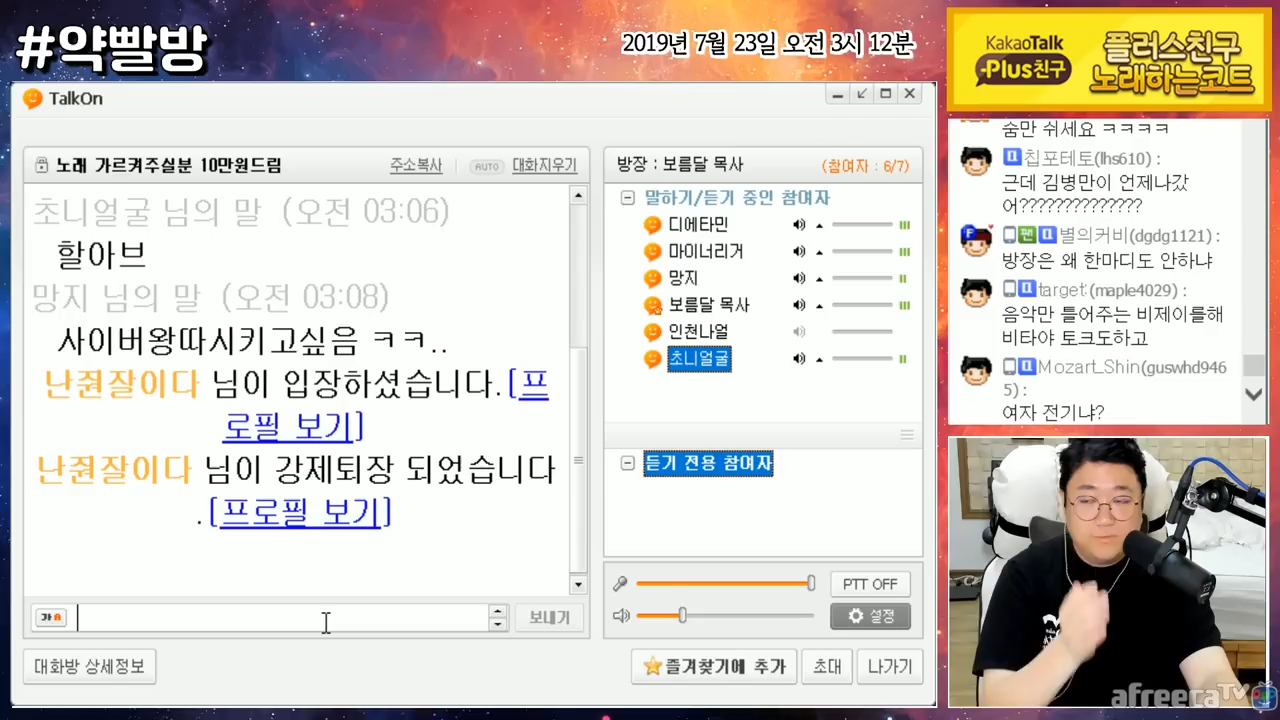 #약빨방
2019년 7월 23일 오전 3시 12분
KakaoTalk
Plus친구
플러스친구
노래하는코트
TalkOn
노래 가르켜주실분 10만원드림
주소복사
AUTO
대화지우기
초니얼굴 님의 말 (오전 03:06)
할아브
망지 님의 말 (오전 03:08)
사이버왕따시키고싶음 ㅋㅋ..
난줜잘이다 님이 입장하셨습니다.[프
로필 보기]
난줜잘이다 님이 강제퇴장 되었습니다
.[프로필 보기]
보내기
대화방 상세정보
방장 : 보름달 목사
(참여자 : 6/7)
말하기/듣기 중인 참여자
디에타민
마이너리거
망지
보름달 목사
인천나얼
초니얼굴
듣기 전용 참여자
PTT OFF
설정
즐겨찾기에 추가
초대
나가기
숨만 쉬세요 ㅋㅋㅋㅋ
칩포테토(lhs610) :
근데 김병만이 언제나갔
어??????????????
팬
별의커비(dgdg1121) :
방장은 왜 한마디도 안하냐
target:(maple4029) :
음악만 틀어주는 비제이를해
비타야 토크도하고
Mozart_Shin(guswhd946
5) :
여자 전기냐?
afreecaTV